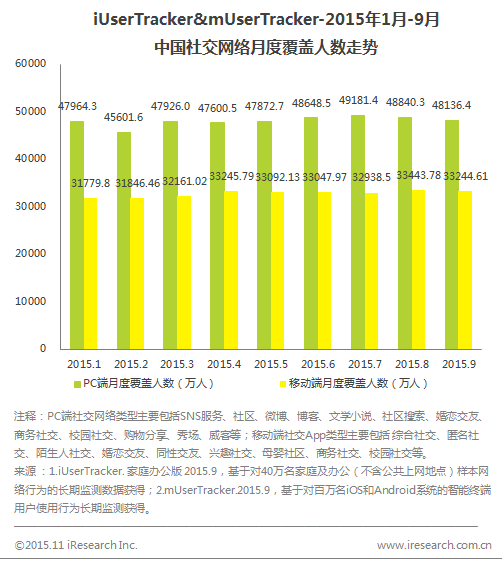 iUserTracker&mUserTracker-2015年1月-9月
中国社交网络月度覆盖人数走势
60000
50000
40000
30000
20000
10000
0
47964.3
45601.6
47926.0
47600.5
47872.7
48648.5
49181.4
48840.3
48136.4
31779.8
31846.46
32161.02
33245.79
33092.13
33047.97
32938.5
33443.78
33244.61
2015.1 2015.2 2015.3 2015.4 2015.5 2015.6 2015.7 2015.8 2015.9
PC端月度覆盖人数（万人） 移动端月度覆盖人数（万人）
注释：PC端社交网络类型主要包括SNS服务、社区、微博、博客、文学小说、社区搜索、婚恋交友、
商务社交、校园社交、购物分享、秀场、威客等；移动端社交App类型主要包括 综合社交、匿名社
交、陌生人社交、婚恋交友、同性交友、兴趣社交、母婴社区、商务社交、校园社交等。
来源：1.iUserTracker. 家庭办公版 2015.9，基于对40万名家庭及办公（不含公共上网地点）样本网
络行为的长期监测数据获得；2.mUserTracker.2015.9，基于对百万名iOS和Android系统的智能终端
用户使用行为长期监测获得。
©2015.11 iResearch Inc. www.iresearch.com.cn